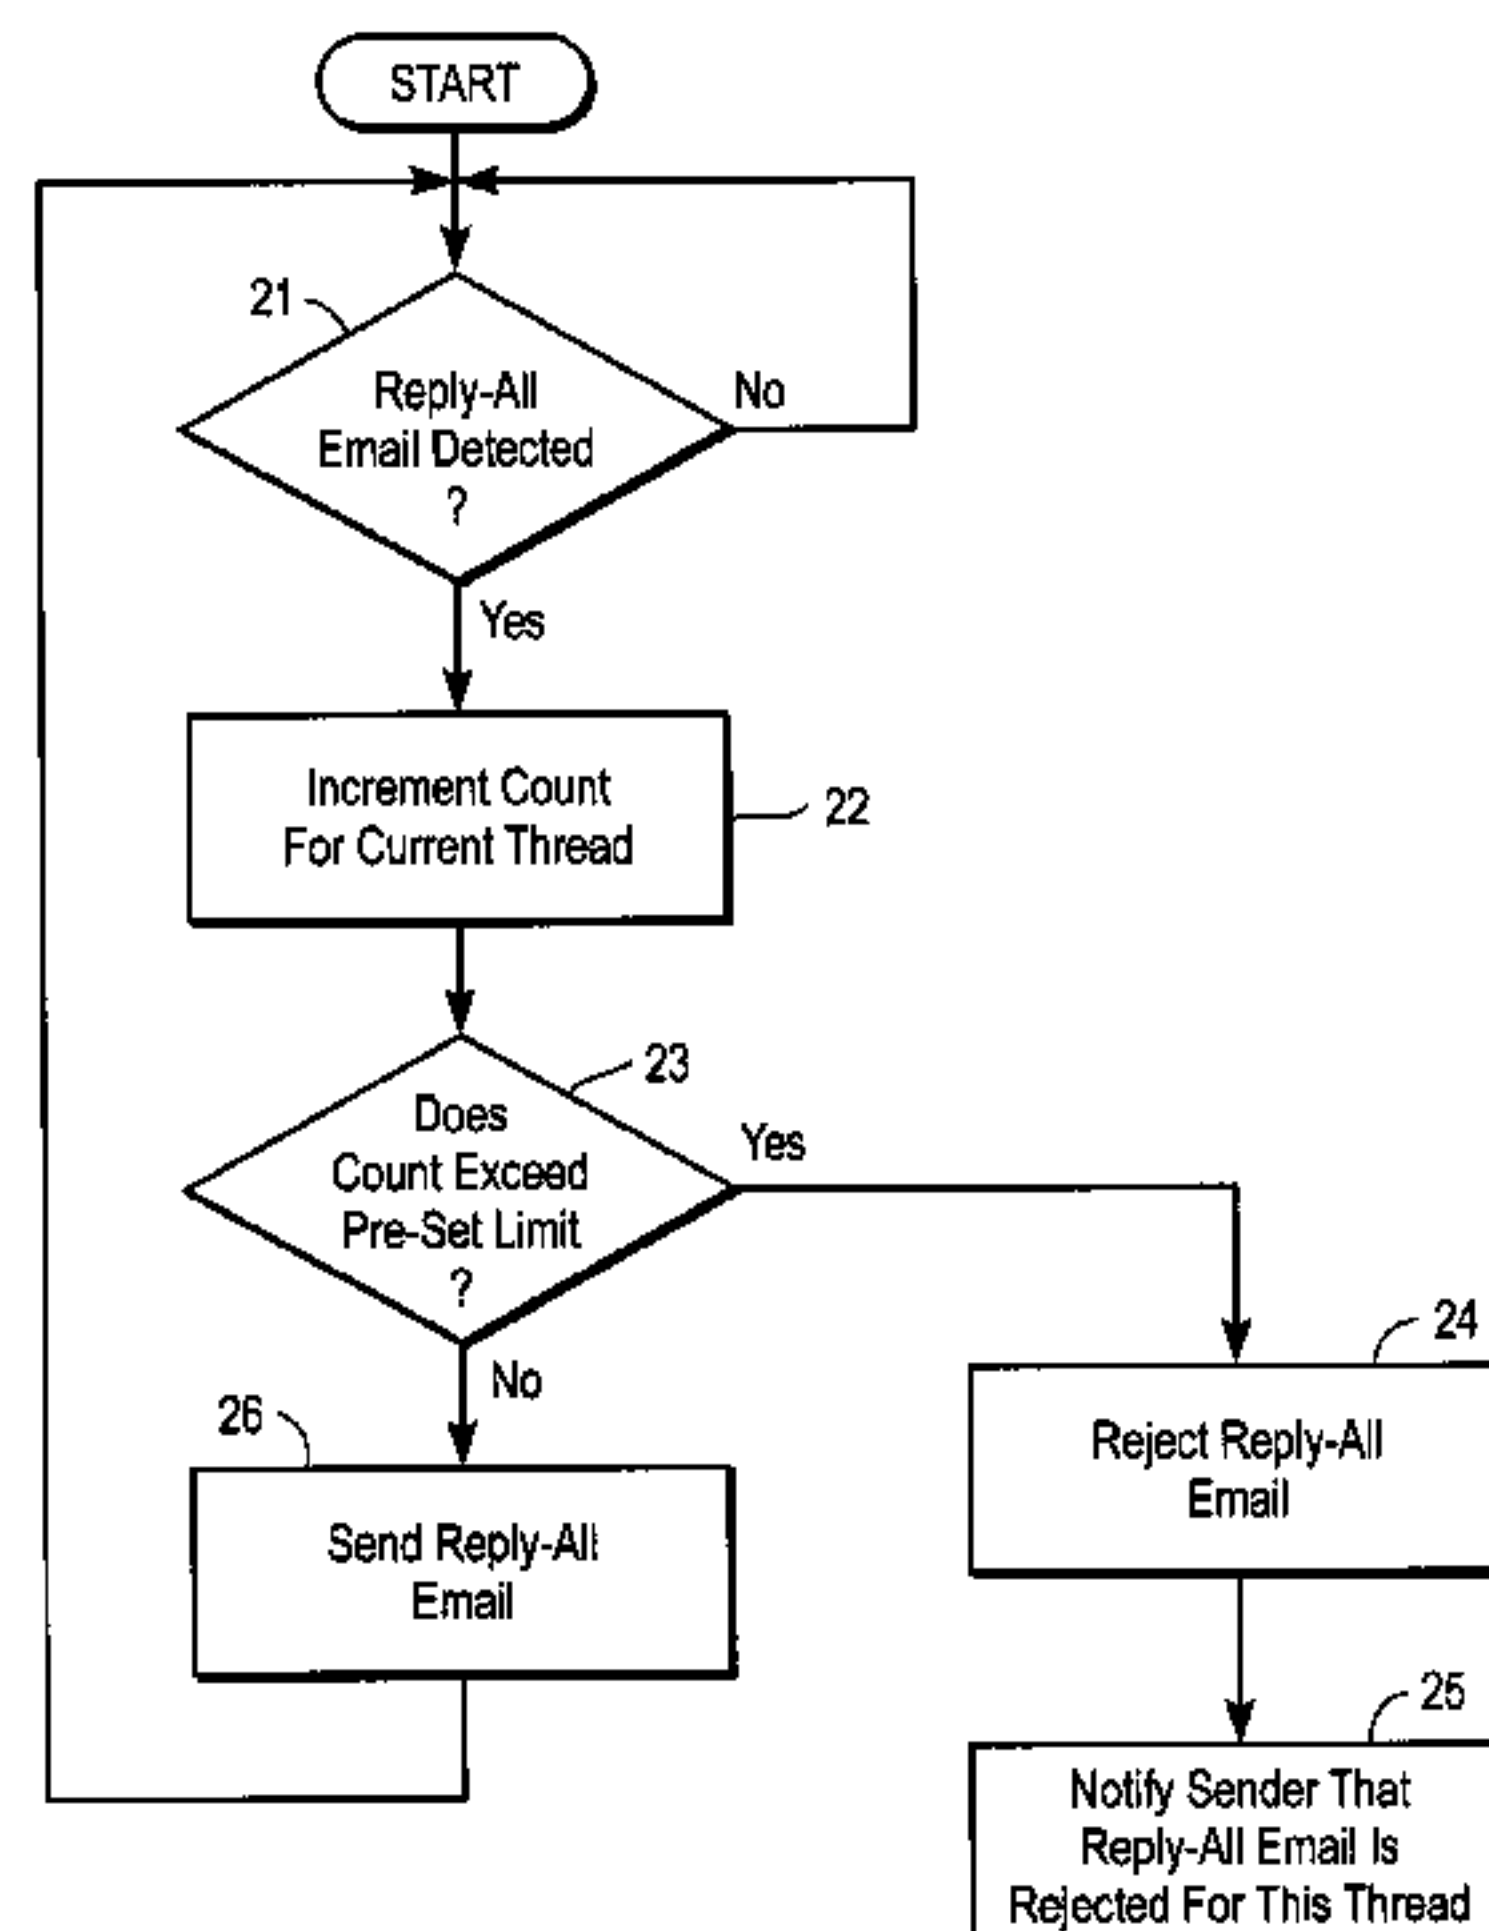 START
21
Reply-All
Email Detected
?
No
Yes
Increment Count
For Current Thread
22
23
Does
Count Exceed
Pre-Set Limit
?
Yes
No
24
Reject Reply-All
Email
26
Send Reply-All
Email
25
Notify Sender That
Reply-All Email Is
Rejected For This Thread